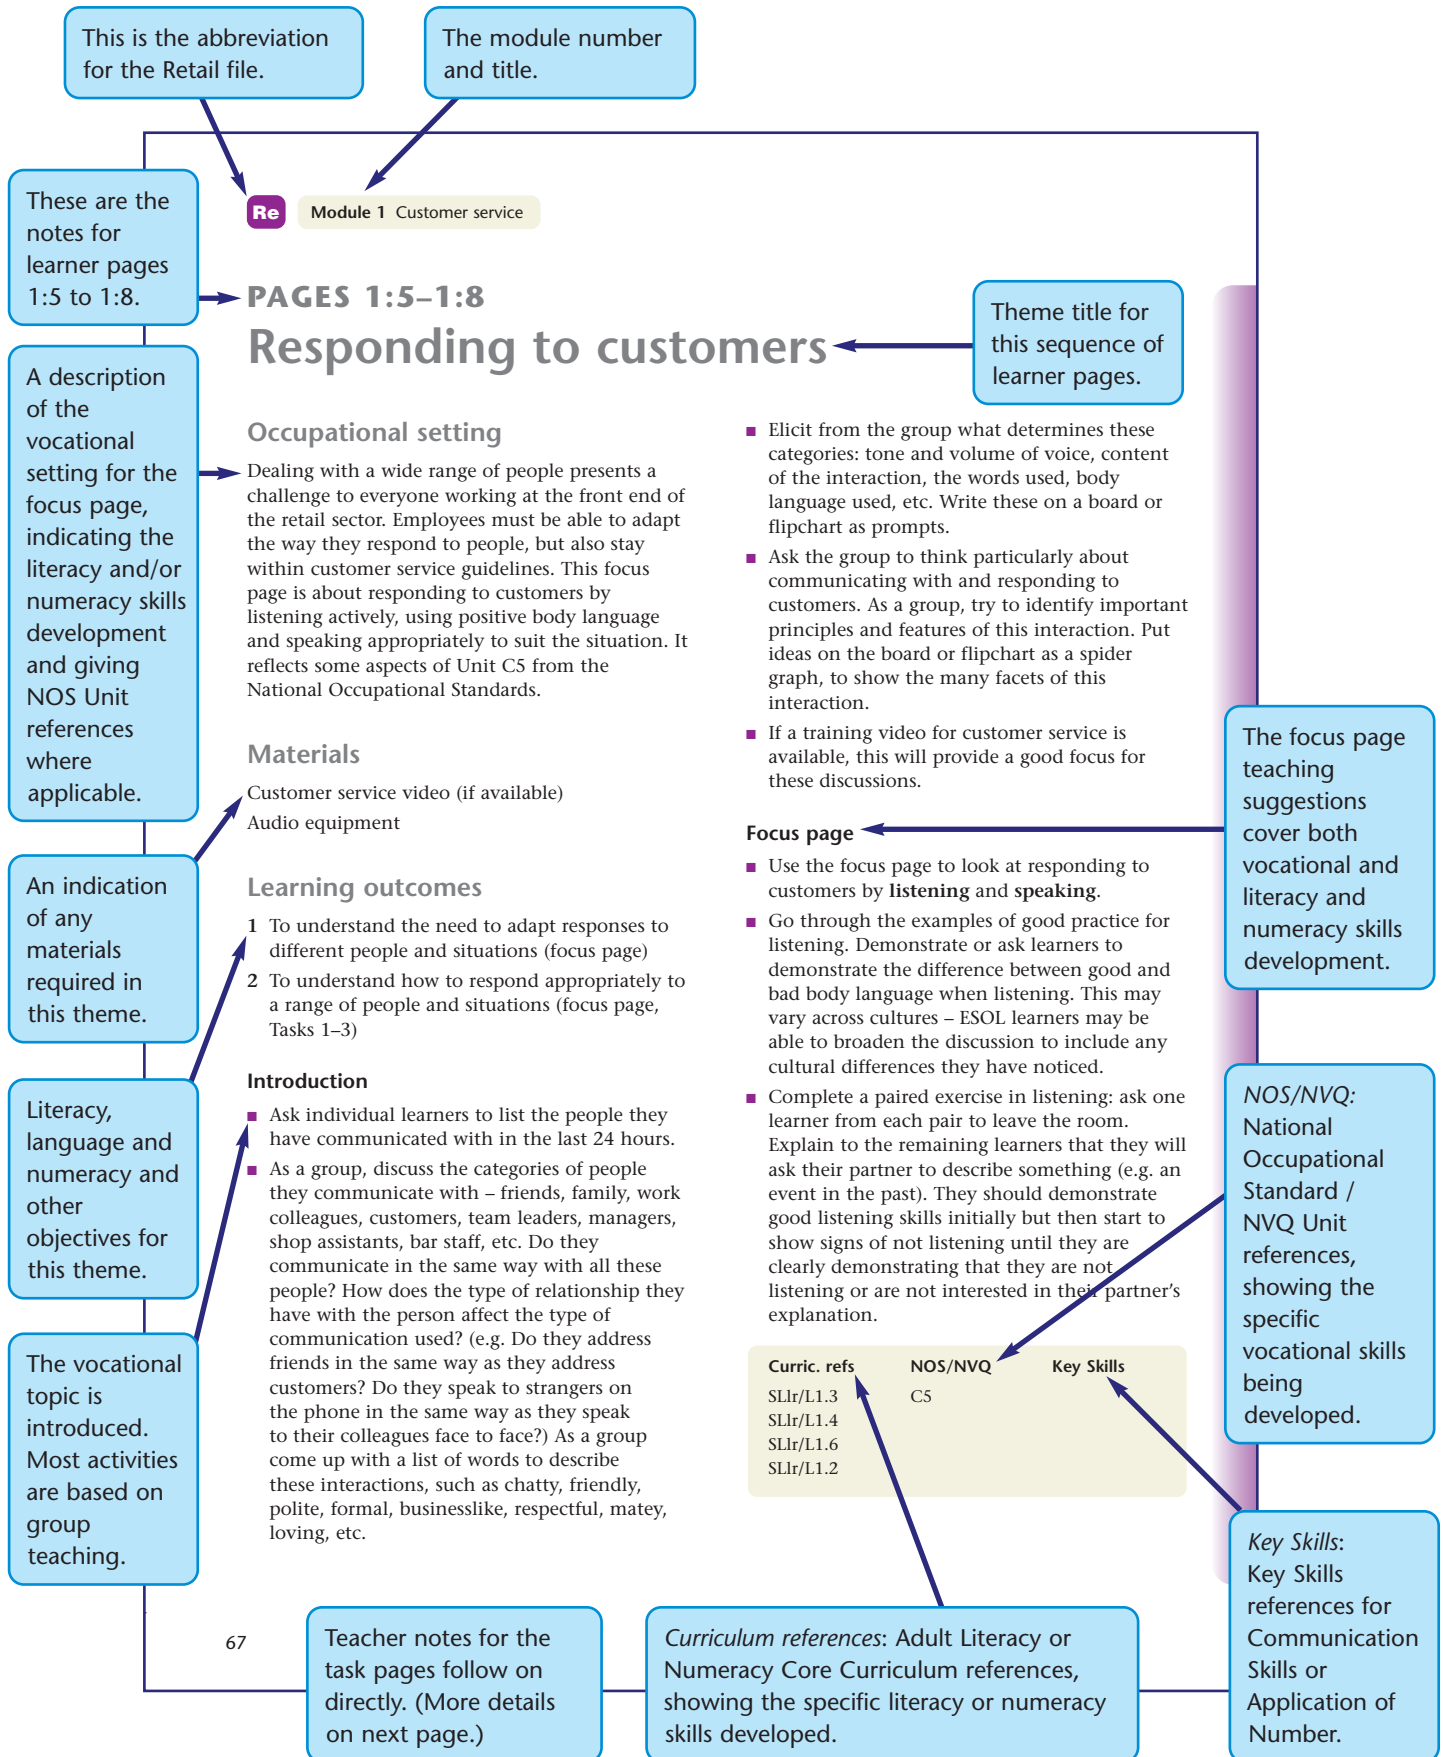 This is the abbreviation
for the Retail file.
The module number
and title.
These are the
notes for
learner pages
1:5 to 1:8.
Re
Module 1 Customer service
PAGES 1:5–1:8
Responding to customers
Theme title for
this sequence of
learner pages.
A description
of the
vocational
setting for the
focus page,
indicating the
literacy and/or
numeracy skills
development
and giving
NOS Unit
references
where
applicable.
Occupational setting
Dealing with a wide range of people presents a
challenge to everyone working at the front end of
the retail sector. Employees must be able to adapt
the way they respond to people, but also stay
within customer service guidelines. This focus
page is about responding to customers by
listening actively, using positive body language
and speaking appropriately to suit the situation. It
reflects some aspects of Unit C5 from the
National Occupational Standards.
Materials
Customer service video (if available)
Audio equipment
An indication
of any
materials
required in
this theme.
Learning outcomes
1 To understand the need to adapt responses to
different people and situations (focus page)
2 To understand how to respond appropriately to
a range of people and situations (focus page,
Tasks 1–3)
Literacy,
language and
numeracy and
other
objectives for
this theme.
Introduction
■ Ask individual learners to list the people they
have communicated with in the last 24 hours.
■ As a group, discuss the categories of people
they communicate with – friends, family, work
colleagues, customers, team leaders, managers,
shop assistants, bar staff, etc. Do they
communicate in the same way with all these
people? How does the type of relationship they
have with the person affect the type of
communication used? (e.g. Do they address
friends in the same way as they address
customers? Do they speak to strangers on
the phone in the same way as they speak
to their colleagues face to face?) As a group
come up with a list of words to describe
these interactions, such as chatty, friendly,
polite, formal, businesslike, respectful, matey,
loving, etc.
The vocational
topic is
introduced.
Most activities
are based on
group
teaching.
■ Elicit from the group what determines these
categories: tone and volume of voice, content
of the interaction, the words used, body
language used, etc. Write these on a board or
flipchart as prompts.
■ Ask the group to think particularly about
communicating with and responding to
customers. As a group, try to identify important
principles and features of this interaction. Put
ideas on the board or flipchart as a spider
graph, to show the many facets of this
interaction.
■ If a training video for customer service is
available, this will provide a good focus for
these discussions.
The focus page
teaching
suggestions
cover both
vocational and
literacy and
numeracy skills
development.
Focus page
■ Use the focus page to look at responding to
customers by listening and speaking.
■ Go through the examples of good practice for
listening. Demonstrate or ask learners to
demonstrate the difference between good and
bad body language when listening. This may
vary across cultures – ESOL learners may be
able to broaden the discussion to include any
cultural differences they have noticed.
■ Complete a paired exercise in listening: ask one
learner from each pair to leave the room.
Explain to the remaining learners that they will
ask their partner to describe something (e.g. an
event in the past). They should demonstrate
good listening skills initially but then start to
show signs of not listening until they are
clearly demonstrating that they are not
listening or are not interested in their partner's
explanation.
NOS/NVQ:
National
Occupational
Standard /
NVQ Unit
references,
showing the
specific
vocational skills
being
developed.
Curric. refs NOS/NVQ Key Skills
SLlr/L1.3 C5
SLlr/L1.4
SLlr/L1.6
SLlr/L1.2
Key Skills:
Key Skills
references for
Communication
Skills or
Application of
Number.
67
Teacher notes for the
task pages follow on
directly. (More details
on next page.)
Curriculum references: Adult Literacy or
Numeracy Core Curriculum references,
showing the specific literacy or numeracy
skills developed.